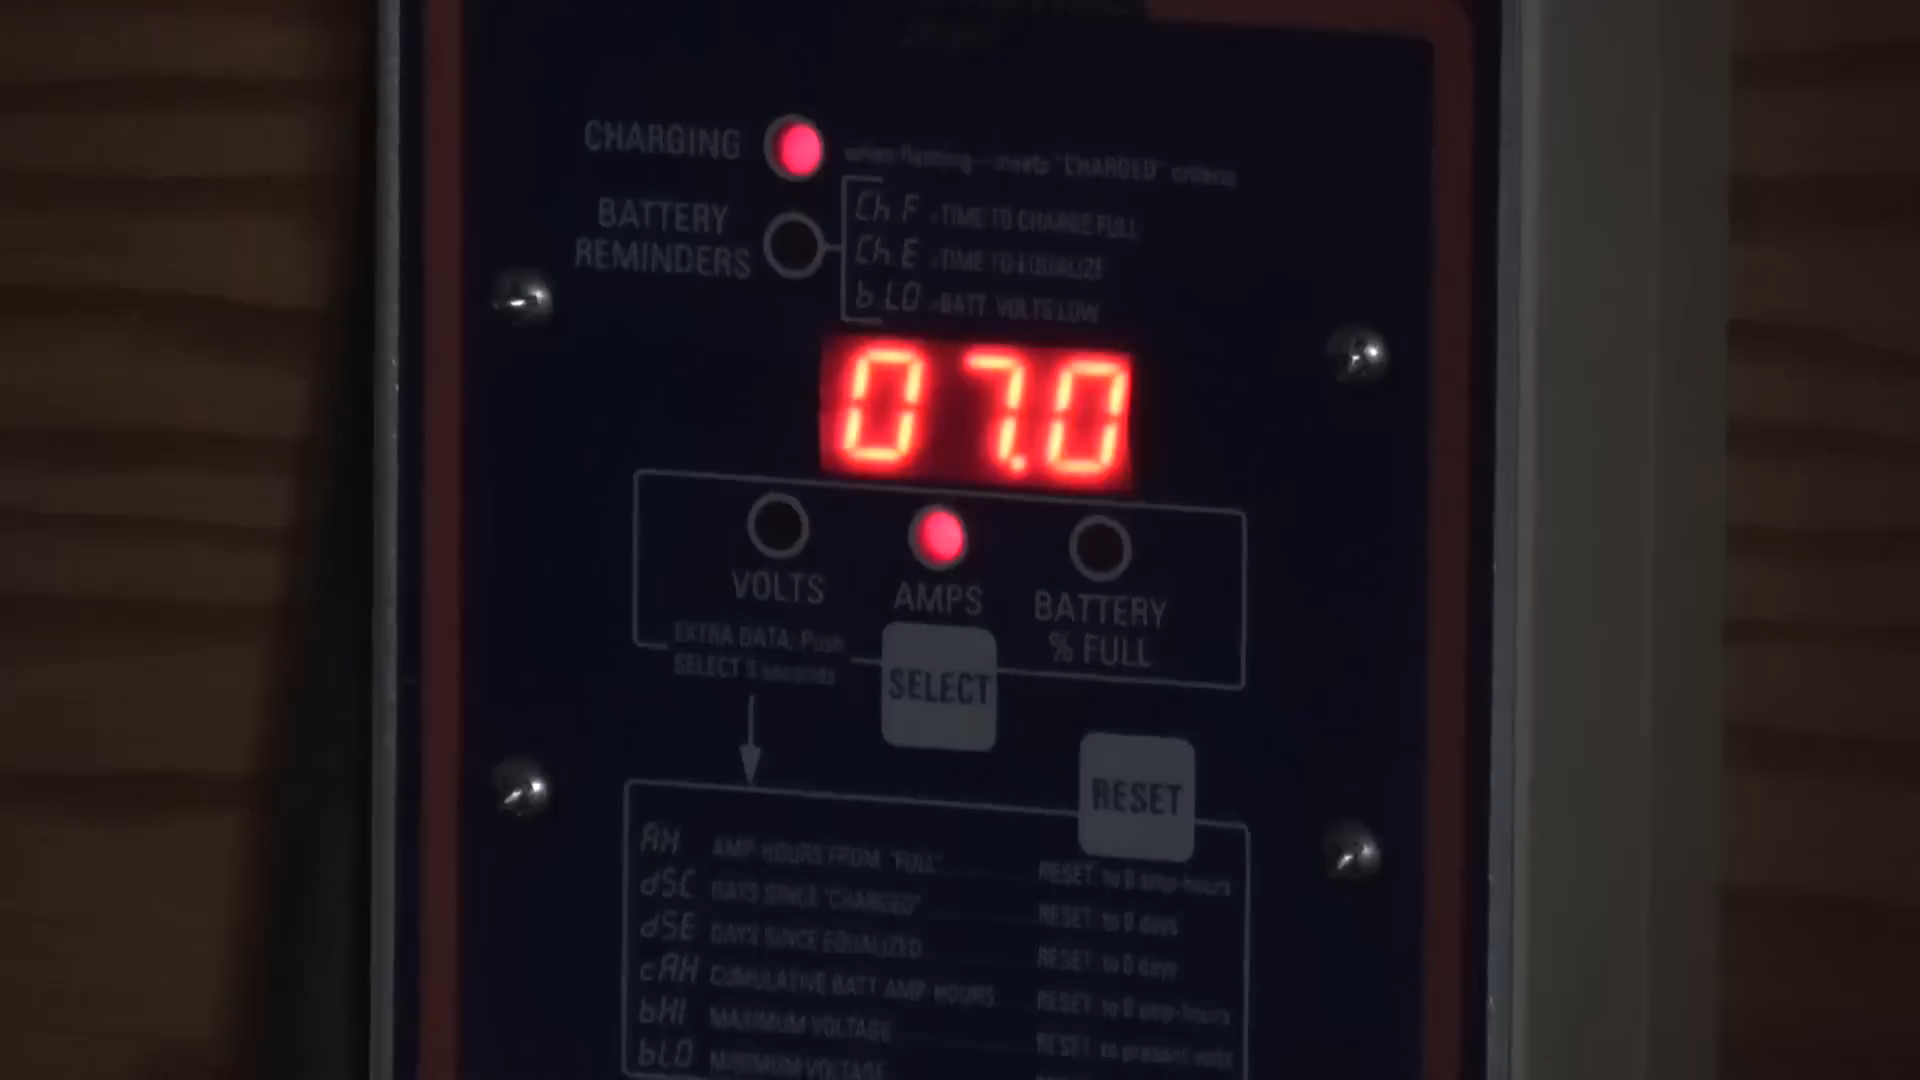 CHARGING
when flashing—meets "CHARGED" criteria
BATTERY REMINDERS
Ch.F =TIME TO CHARGE FULL
Ch.E =TIME TO EQUALIZE
b LO =BATT. VOLTS LOW
07.0
VOLTS
AMPS
BATTERY % FULL
EXTRA DATA, Push
SELECT 5 seconds
SELECT
RESET
AH AMP HOURS FROM "FULL" RESET to 0 amp-hours
dSC DAYS SINCE "CHARGED" RESET to 0 days
dSE DAYS SINCE EQUALIZED RESET to 0 days
cAH CUMULATIVE BATT AMP HOURS RESET to 0 amp-hours
bHI MAXIMUM VOLTAGE RESET to present volts
bLO MINIMUM VOLTAGE